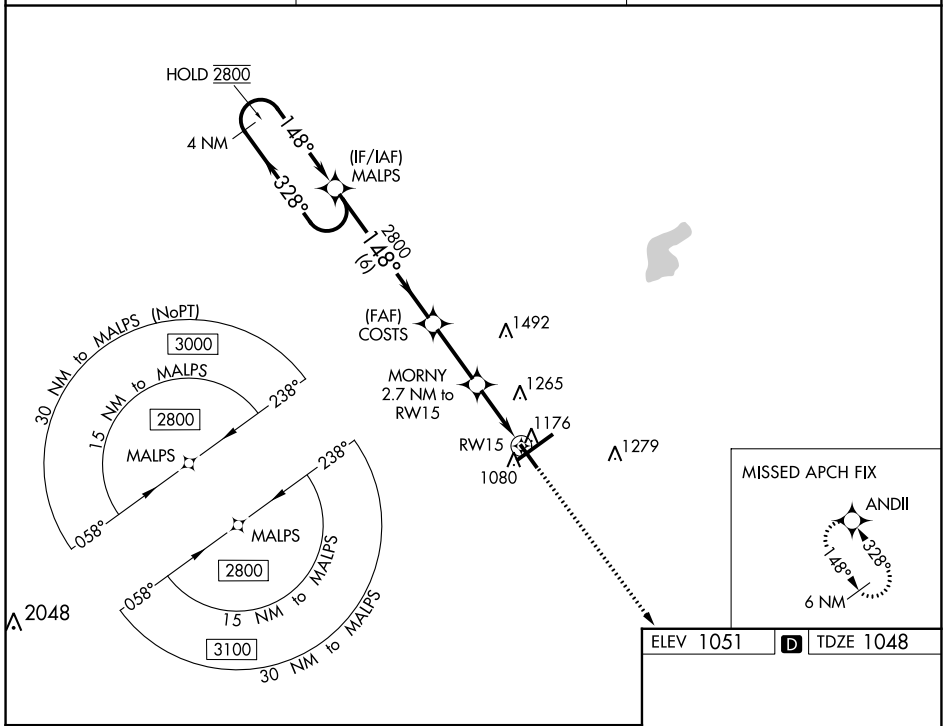 HOLD 2800
4 NM
148°
328°
(IF/IAF)
MALPS
2800
148°
(6)
(FAF)
COSTS
1492
MORNY
2.7 NM to
RW15
1265
RW15
1176
1080
1279
30 NM to MALPS (NoPT)
3000
15 NM to MALPS
2800
MALPS
238°
058°
238°
MALPS
058°
2800
15 NM to MALPS
3100
30 NM to MALPS
2048
MISSED APCH FIX
ANDII
148°
328°
6 NM
ELEV 1051 D TDZE 1048